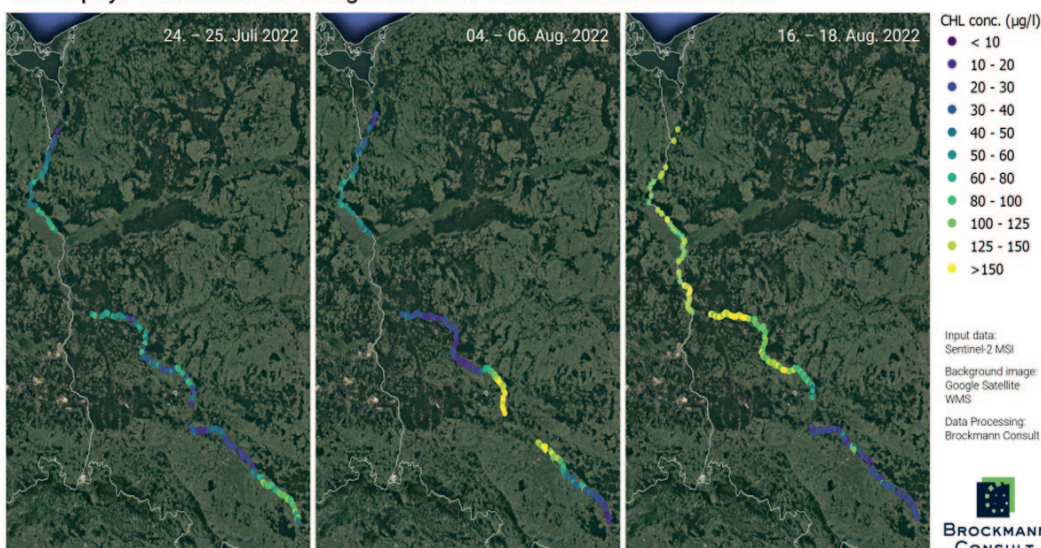 24. – 25. Juli 2022
04. – 06. Aug. 2022
16. – 18. Aug. 2022
CHL conc. (µg/l)
< 10
10 - 20
20 - 30
30 - 40
40 - 50
50 - 60
60 - 80
80 - 100
100 - 125
125 - 150
>150
Input data:
Sentinel-2 MSI
Background image:
Google Satellite
WMS
Data Processing:
Brockmann Consult
BROCKMANN
CONSULT